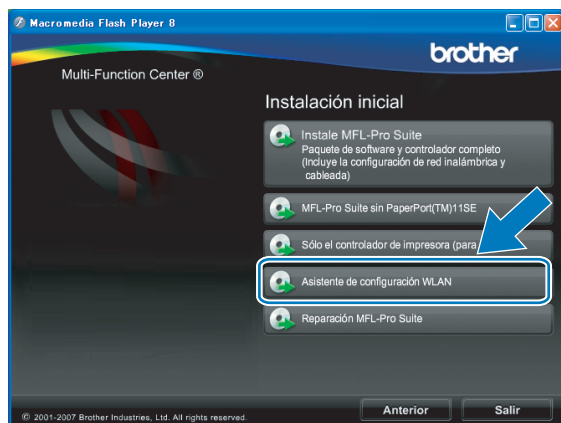 Macromedia Flash Player 8
brother
Multi-Function Center ®
Instalación inicial
Instale MFL-Pro Suite
Paquete de software y controlador completo
(Incluye la configuración de red inalámbrica y
cableada)
MFL-Pro Suite sin PaperPort(TM)11SE
Sólo el controlador de impresora (para
Asistente de configuración WLAN
Reparación MFL-Pro Suite
Anterior
Salir
© 2001-2007 Brother Industries, Ltd. All rights reserved.